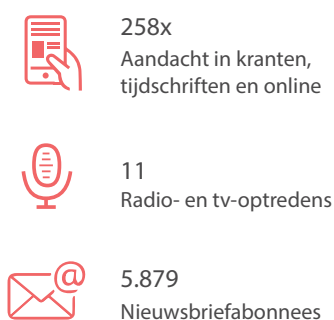 258x
Aandacht in kranten,
tijdschriften en online
11
Radio- en tv-optredens
@
5.879
Nieuwsbriefabonnees